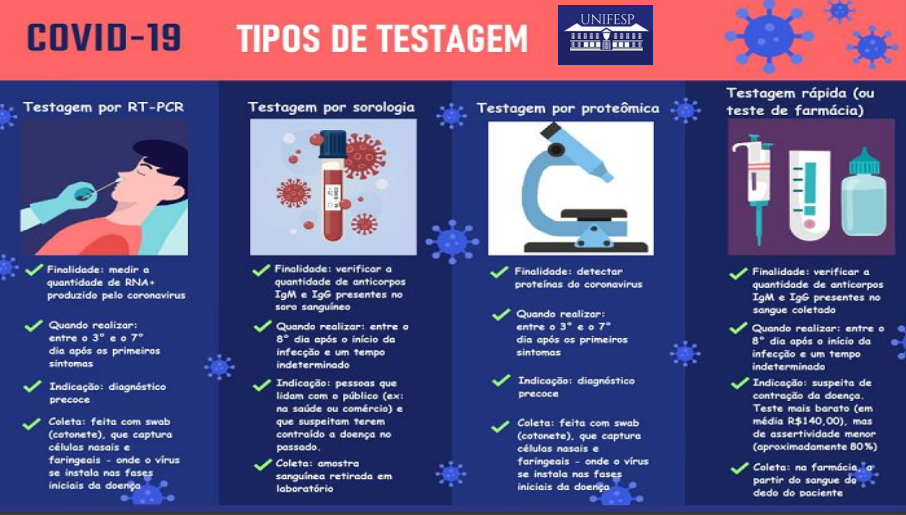 COVID-19
TIPOS DE TESTAGEM
UNIFESP
Testagem por RT-PCR
Finalidade: medir a
quantidade de RNA+
produzido pelo coronavirus
Quando realizar:
entre o 3° e o 7°
dia após os primeiros
sintomas
Indicação: diagnóstico
precoce
Coleta: feita com swab
(cotonete), que captura
células nasais e
faringeais - onde o vírus
se instala nas fases
iniciais da doença
Testagem por sorologia
Finalidade: verificar a
quantidade de anticorpos
IgM e IgG presentes no
soro sanguíneo
Quando realizar: entre o
8° dia após o início da
infecção e um tempo
indeterminado
Indicação: pessoas que
lidam com o público (ex:
na saúde ou comércio) e
que suspeitam terem
contraído a doença no
passado.
Coleta: amostra
sanguínea retirada em
laboratório
Testagem por proteômica
Finalidade: detectar
proteínas do coronavirus
Quando realizar:
entre o 3° e o 7°
dia após os primeiros
sintomas
Indicação: diagnóstico
precoce
Coleta: feita com swab
(cotonete), que captura
células nasais e
faringeais - onde o vírus
se instala nas fases
iniciais da doença
Testagem rápida (ou
teste de farmácia)
Finalidade: verificar a
quantidade de anticorpos
IgM e IgG presentes no
sangue coletado
Quando realizar: entre o
8° dia após o início da
infecção e um tempo
indeterminado
Indicação: suspeita de
contração da doença.
Teste mais barato (em
média R$140,00), mas
de assertividade menor
(aproximadamente 80%)
Coleta: na farmácia, a
partir do sangue do
dedo do paciente